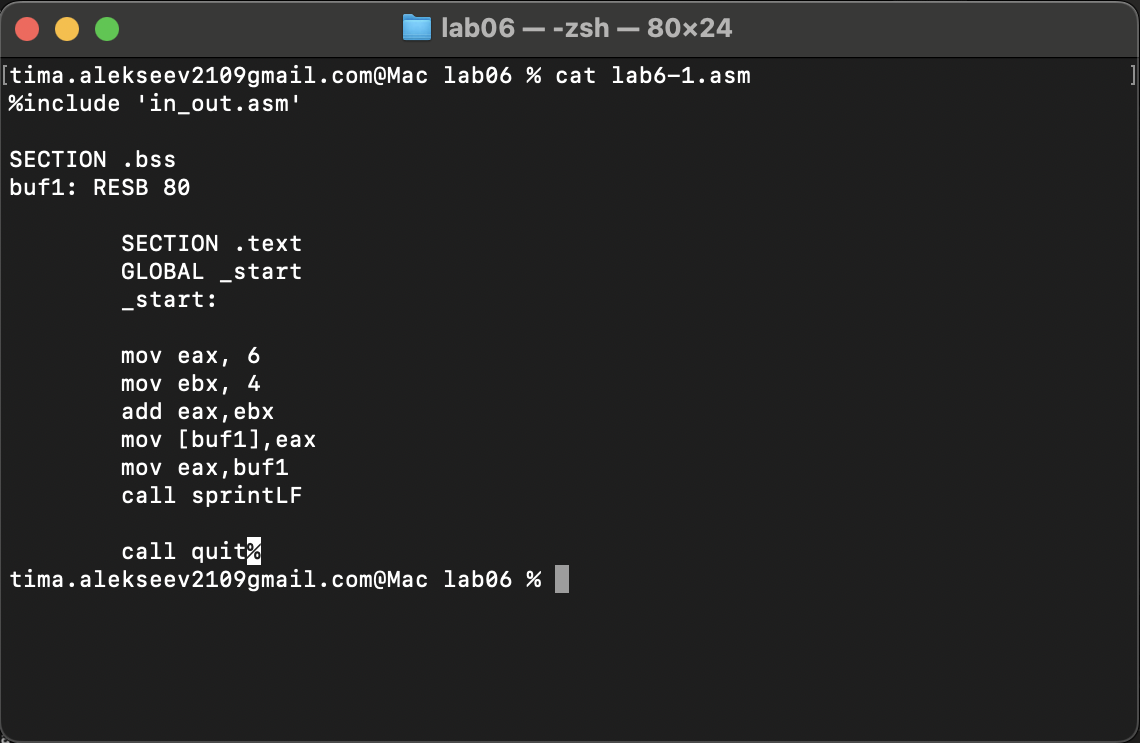 lab06 — -zsh — 80×24
[tima.alekseev2109gmail.com@Mac lab06 % cat lab6-1.asm ]
%include 'in_out.asm'
SECTION .bss
buf1: RESB 80
SECTION .text
GLOBAL _start
_start:
mov eax, 6
mov ebx, 4
add eax,ebx
mov [buf1],eax
mov eax,buf1
call sprintLF
call quit%
tima.alekseev2109gmail.com@Mac lab06 %